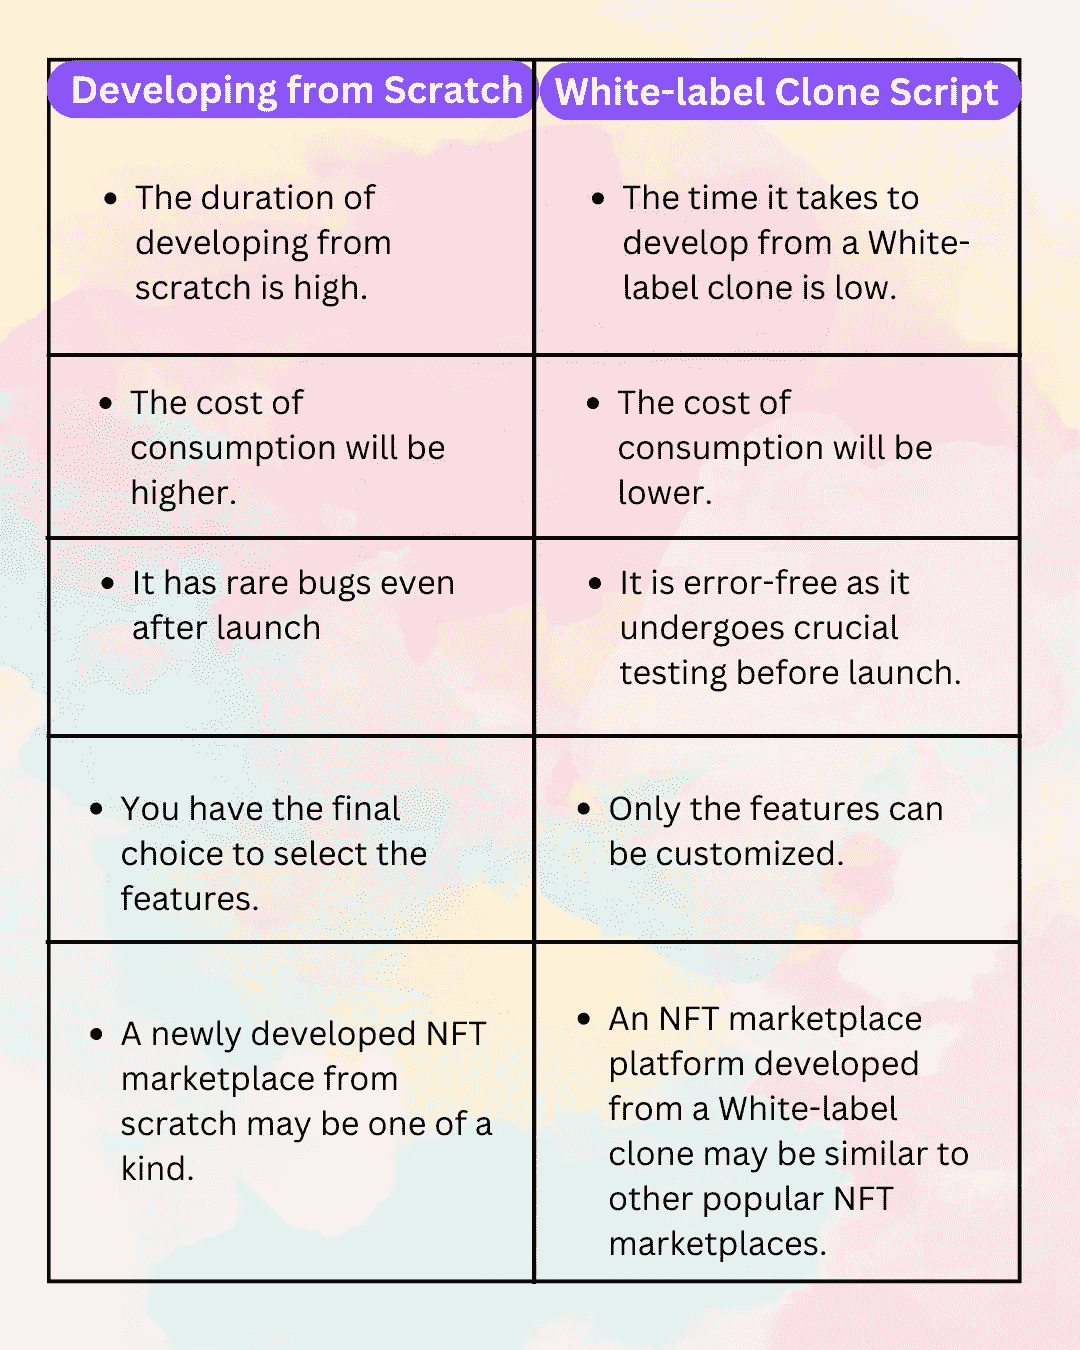 Developing from Scratch
White-label Clone Script
The duration of
developing from
scratch is high.
The time it takes to
develop from a White-
label clone is low.
The cost of
consumption will be
higher.
The cost of
consumption will be
lower.
It has rare bugs even
after launch
It is error-free as it
undergoes crucial
testing before launch.
You have the final
choice to select the
features.
Only the features can
be customized.
A newly developed NFT
marketplace from
scratch may be one of a
kind.
An NFT marketplace
platform developed
from a White-label
clone may be similar to
other popular NFT
marketplaces.